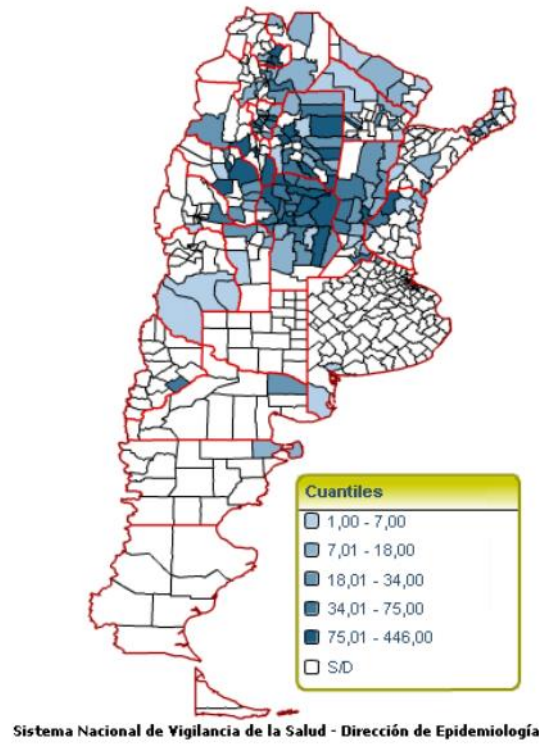 Cuantiles
1,00 - 7,00
7,01 - 18,00
18,01 - 34,00
34,01 - 75,00
75,01 - 446,00
S/D
Sistema Nacional de Vigilancia de la Salud - Dirección de Epidemiología